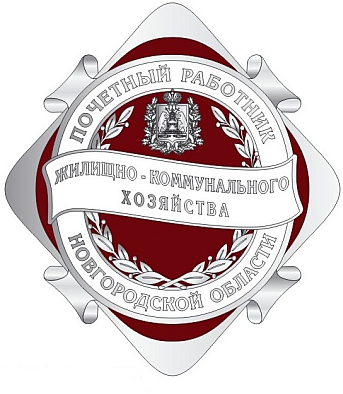 ПОЧЕТНЫЙ РАБОТНИК
ЖИЛИЩНО-КОММУНАЛЬНОГО
ХОЗЯЙСТВА
НОВГОРОДСКОЙ ОБЛАСТИ